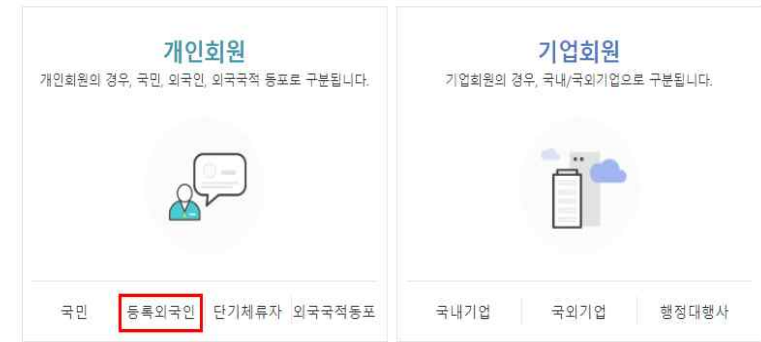 개인회원
개인회원의 경우, 국민, 외국인, 외국국적 동포로 구분됩니다.
국민
등록외국인
단기체류자
외국국적동포
기업회원
기업회원의 경우, 국내/국외기업으로 구분됩니다.
국내기업
국외기업
행정대행사